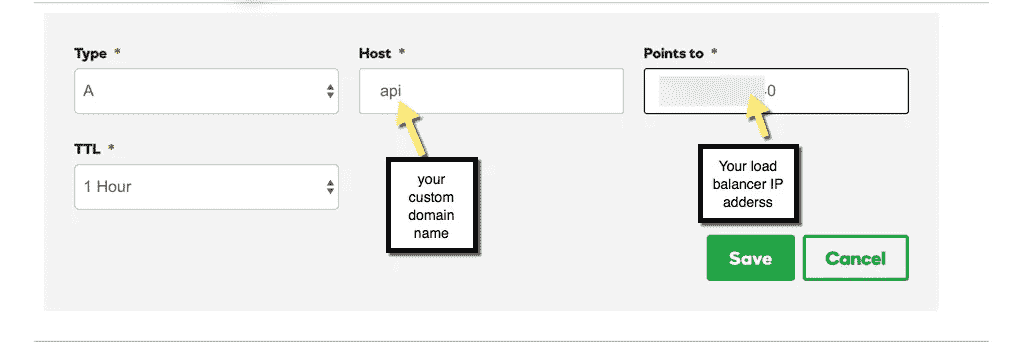 Type *
Host *
Points to *
A
api
0
TTL *
1 Hour
your
custom
domain
name
Your load
balancer IP
adderss
Save
Cancel